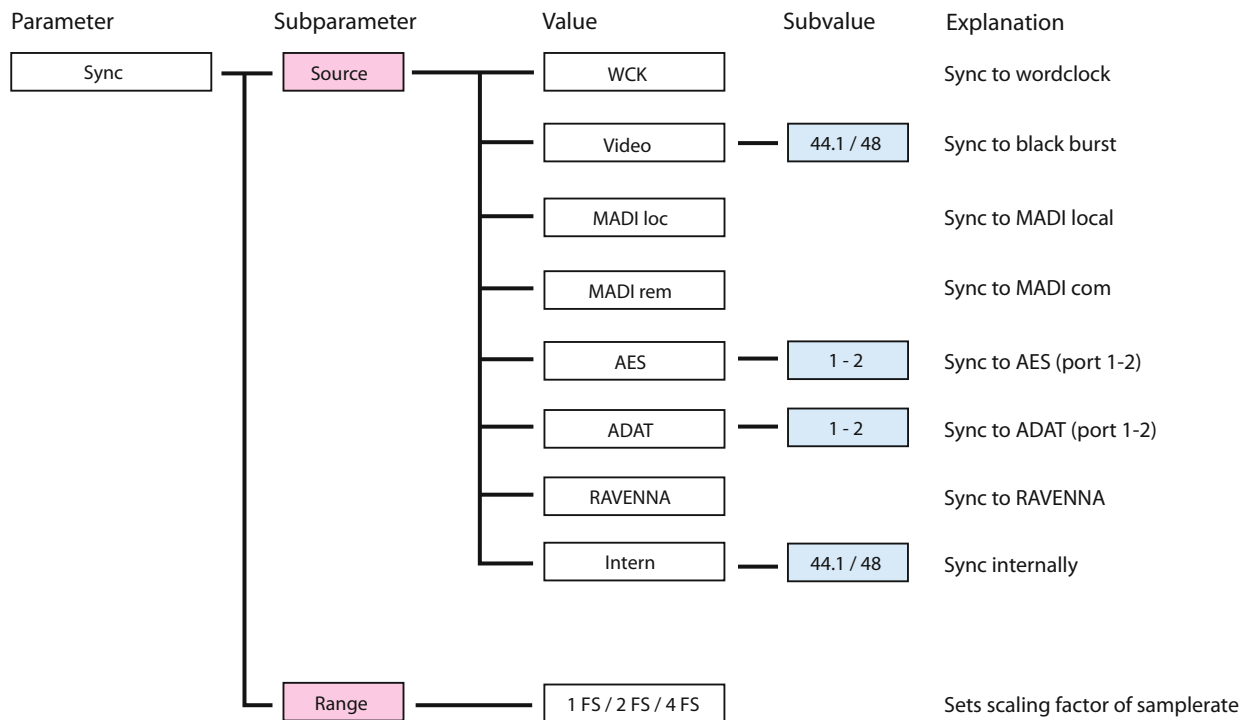 Parameter Subparameter Value Subvalue Explanation
Sync Source WCK Sync to wordclock
Video 44.1 / 48 Sync to black burst
MADI loc Sync to MADI local
MADI rem Sync to MADI com
AES 1 - 2 Sync to AES (port 1-2)
ADAT 1 - 2 Sync to ADAT (port 1-2)
RAVENNA Sync to RAVENNA
Intern 44.1 / 48 Sync internally
Range 1 FS / 2 FS / 4 FS Sets scaling factor of samplerate